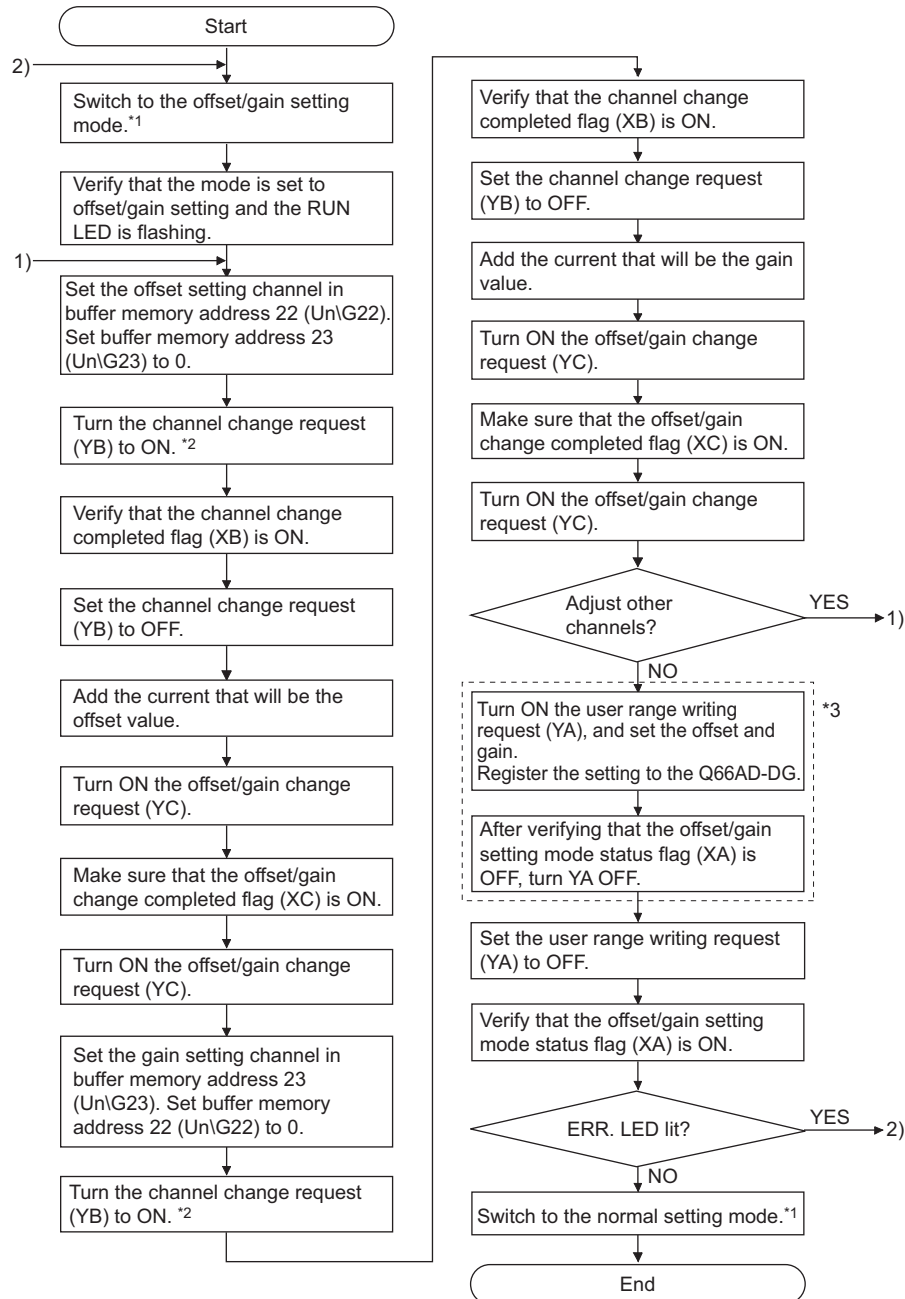 Start
2)
Switch to the offset/gain setting
mode.*1
Verify that the mode is set to
offset/gain setting and the RUN
LED is flashing.
1)
Set the offset setting channel in
buffer memory address 22 (Un\G22).
Set buffer memory address 23
(Un\G23) to 0.
Turn the channel change request
(YB) to ON. *2
Verify that the channel change
completed flag (XB) is ON.
Set the channel change request
(YB) to OFF.
Add the current that will be the
offset value.
Turn ON the offset/gain change
request (YC).
Make sure that the offset/gain
change completed flag (XC) is ON.
Turn ON the offset/gain change
request (YC).
Set the gain setting channel in
buffer memory address 23
(Un\G23). Set buffer memory
address 22 (Un\G22) to 0.
Turn the channel change request
(YB) to ON. *2
Verify that the channel change
completed flag (XB) is ON.
Set the channel change request
(YB) to OFF.
Add the current that will be the gain
value.
Turn ON the offset/gain change
request (YC).
Make sure that the offset/gain
change completed flag (XC) is ON.
Turn ON the offset/gain change
request (YC).
Adjust other
channels?
YES
1)
NO
Turn ON the user range writing
request (YA), and set the offset and
gain.
Register the setting to the Q66AD-DG.
*3
After verifying that the offset/gain
setting mode status flag (XA) is
OFF, turn YA OFF.
Set the user range writing request
(YA) to OFF.
Verify that the offset/gain setting
mode status flag (XA) is ON.
ERR. LED lit?
YES
2)
NO
Switch to the normal setting mode.*1
End